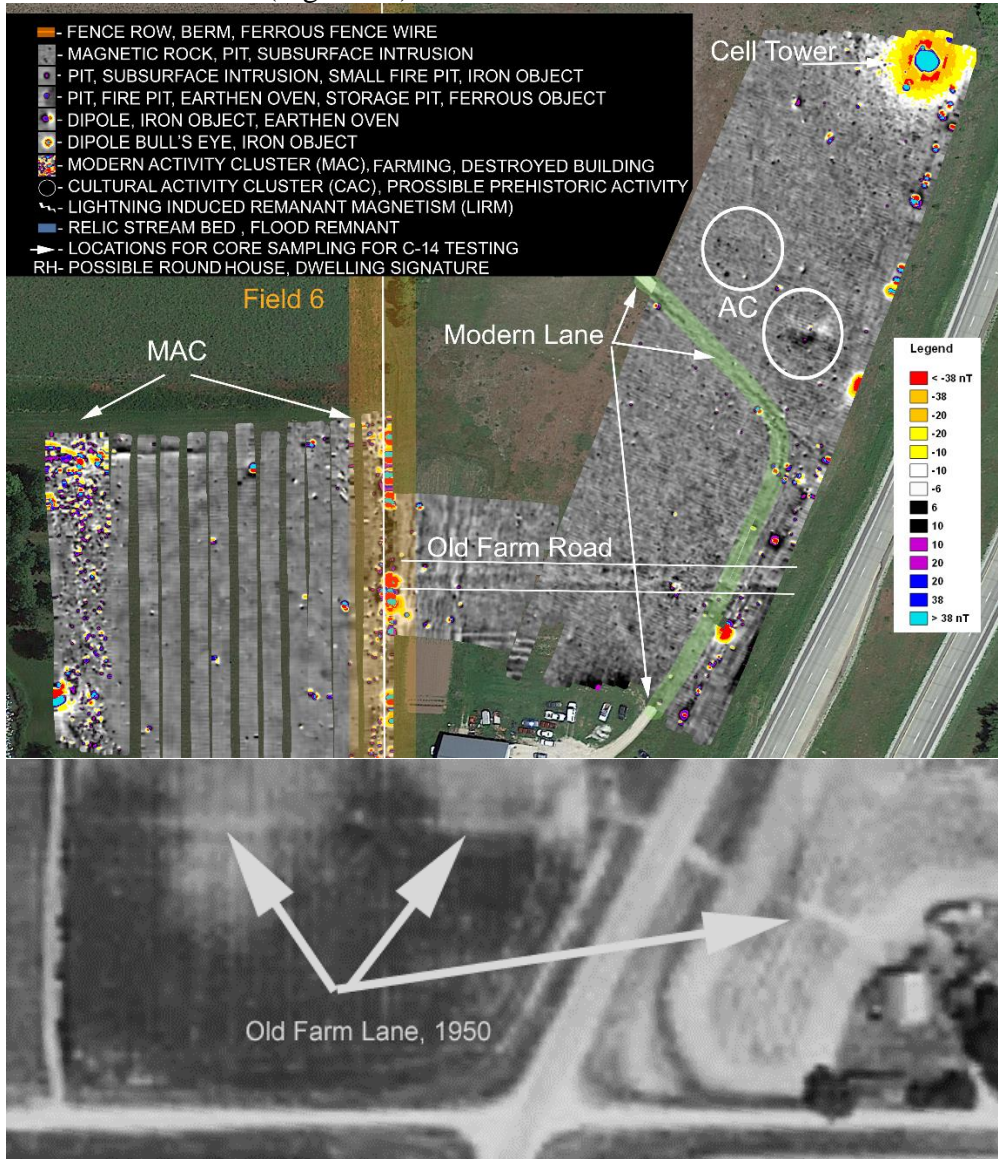 - FENCE ROW, BERM, FERROUS FENCE WIRE
- MAGNETIC ROCK, PIT, SUBSURFACE INTRUSION
- PIT, SUBSURFACE INTRUSION, SMALL FIRE PIT, IRON OBJECT
- PIT, FIRE PIT, EARTHEN OVEN, STORAGE PIT, FERROUS OBJECT
- DIPOLE, IRON OBJECT, EARTHEN OVEN
- DIPOLE BULL'S EYE, IRON OBJECT
- MODERN ACTIVITY CLUSTER (MAC), FARMING, DESTROYED BUILDING
- CULTURAL ACTIVITY CLUSTER (CAC), PROSSIBLE PREHISTORIC ACTIVITY
- LIGHTNING INDUCED REMANANT MAGNETISM (LIRM)
- RELIC STREAM BED , FLOOD REMNANT
- LOCATIONS FOR CORE SAMPLING FOR C-14 TESTING
RH- POSSIBLE ROUND HOUSE, DWELLING SIGNATURE
Cell Tower
Field 6
AC
Modern Lane
MAC
Old Farm Road
Legend
< -38 nT
-38
-20
-20
-10
-10
-6
6
10
10
20
20
38
> 38 nT
Old Farm Lane, 1950